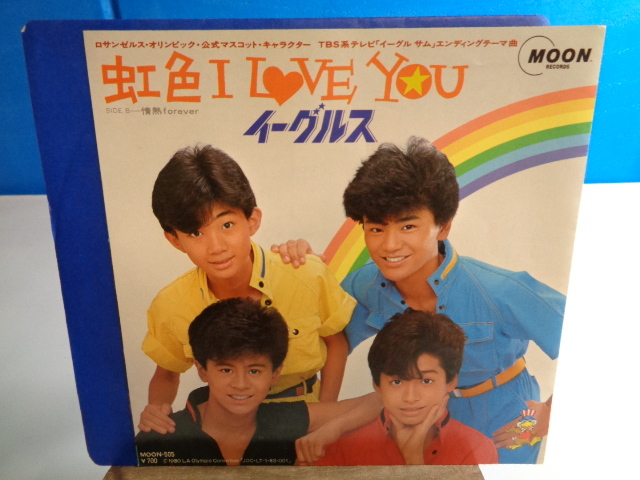 ロサンゼルス・オリンピック・公式マスコット・キャラクター TBS系テレビ「イーグル サム」エンディングテーマ曲
MOON
RECORDS
虹色 I LOVE YOU
SIDE B—情熱forever
イーグルス
MOON-505
¥700